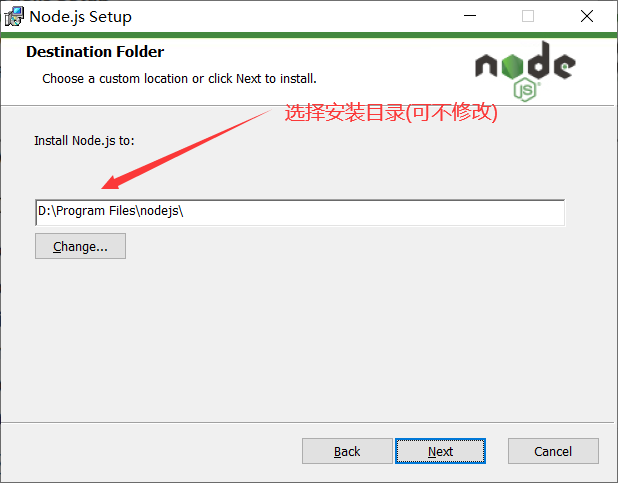 Node.js Setup
Destination Folder
Choose a custom location or click Next to install.
node
JS
选择安装目录(可不修改)
Install Node.js to:
D:\Program Files\nodejs\
Change...
Back
Next
Cancel